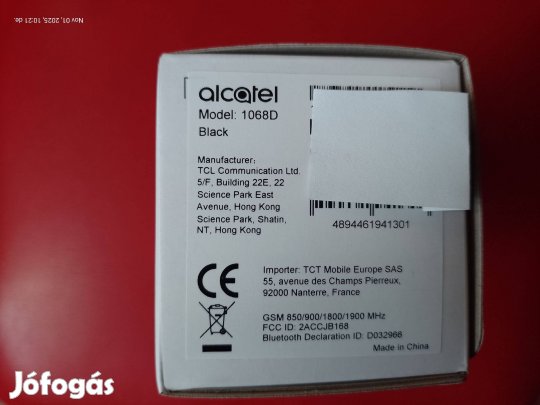 Nov 01, 2025, 10:21 de.
alcatel
Model: 1068D
Black
Manufacturer:
TCL Communication Ltd.
5/F, Building 22E, 22
Science Park East
Avenue, Hong Kong
Science Park, Shatin,
NT, Hong Kong
4894461941301
CE
Importer: TCT Mobile Europe SAS
55, avenue des Champs Pierreux,
92000 Nanterre, France
GSM 850/900/1800/1900 MHz
FCC ID: 2ACCJB168
Bluetooth Declaration ID: D032966
Made in China
Jófogás